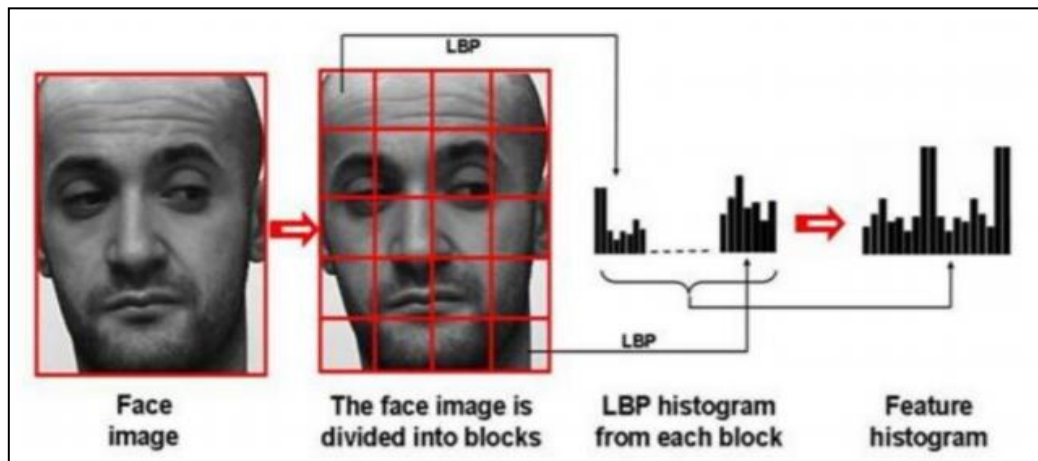 LBP
LBP
Face
image
The face image is
divided into blocks
LBP histogram
from each block
Feature
histogram